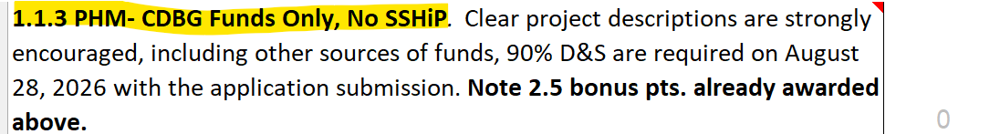 1.1.3 PHM- CDBG Funds Only, No SSHiP.  Clear project descriptions are strongly
encouraged, including other sources of funds, 90% D&S are required on August
28, 2026 with the application submission. Note 2.5 bonus pts. already awarded
above.
0